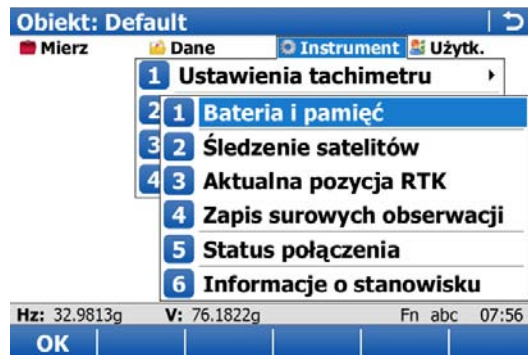 Obiekt: Default
Mierz Dane Instrument Użytk.
1 Ustawienia tachimetru
2
3
4
1 Bateria i pamięć
2 Śledzenie satelitów
3 Aktualna pozycja RTK
4 Zapis surowych obserwacji
5 Status połączenia
6 Informacje o stanowisku
Hz: 32.9813g V: 76.1822g Fn abc 07:56
OK